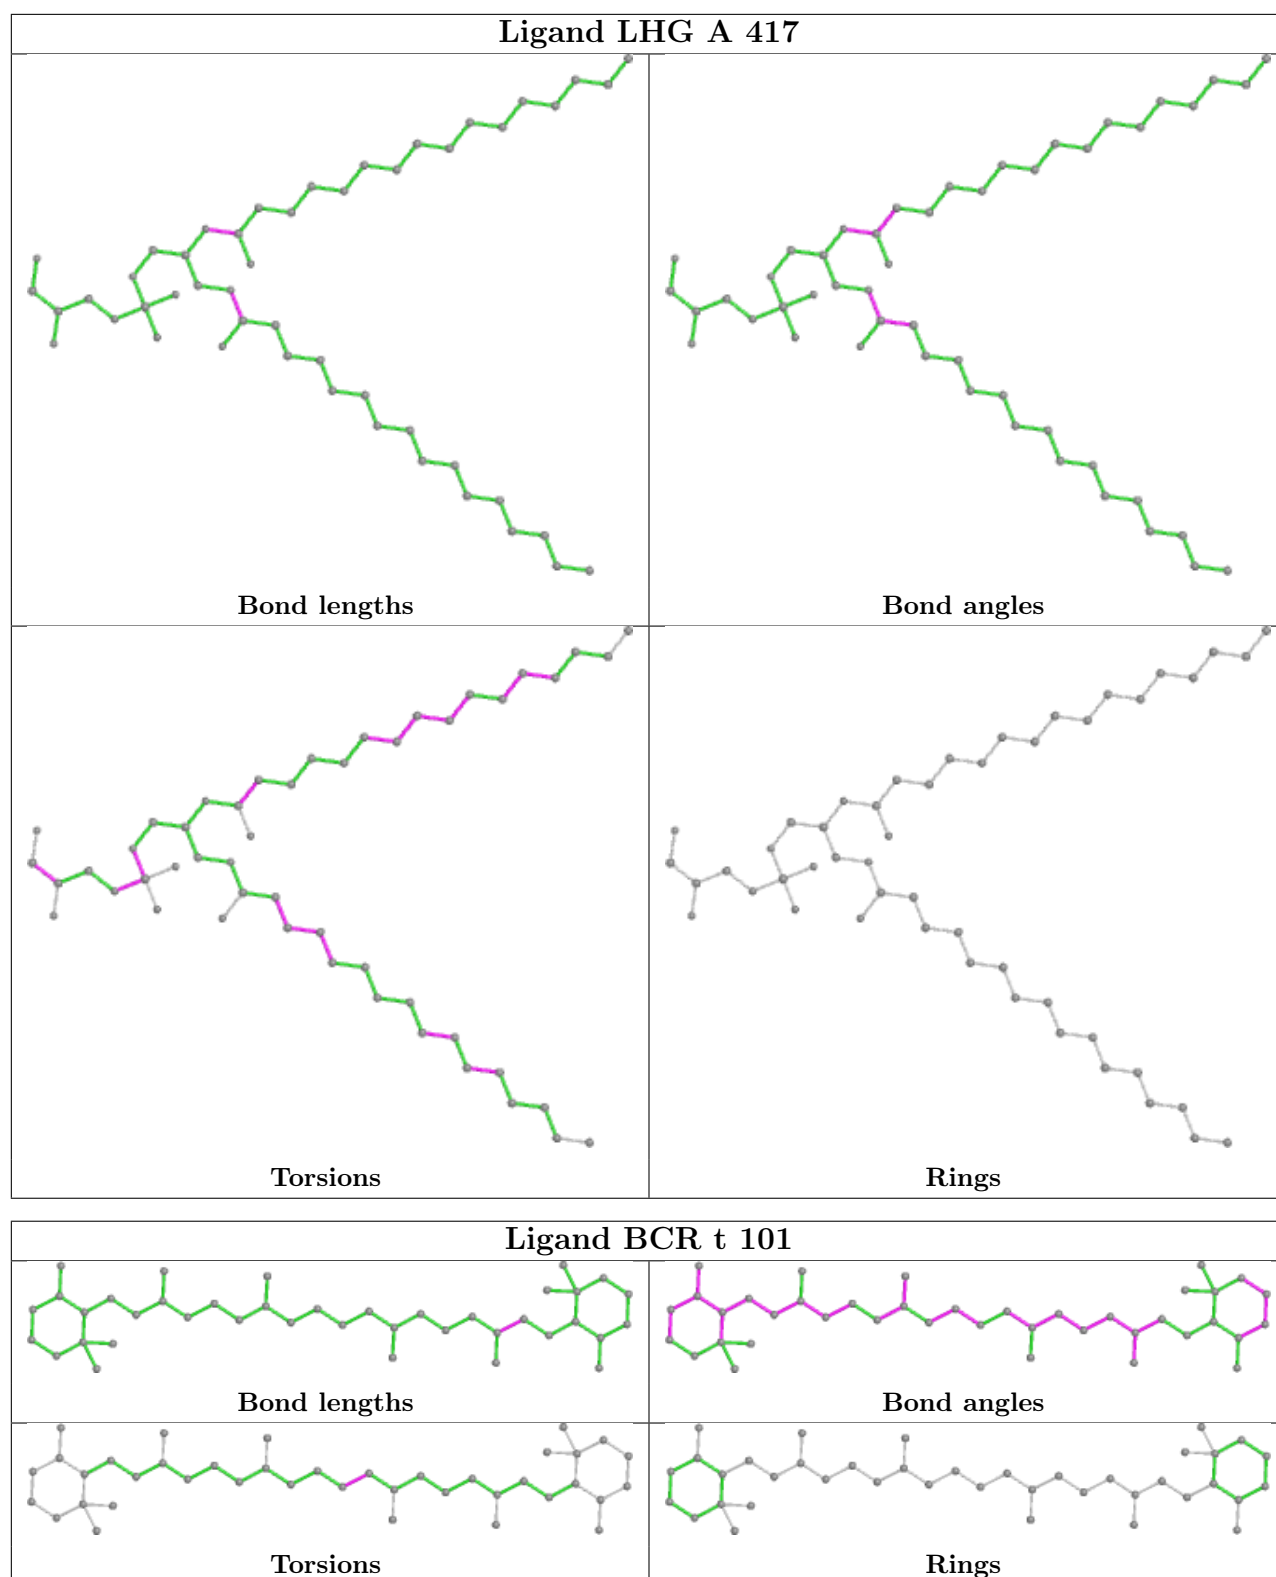 Ligand LHG A 417
Bond lengths
Bond angles
Torsions
Rings
Ligand BCR t 101
Bond lengths
Bond angles
Torsions
Rings